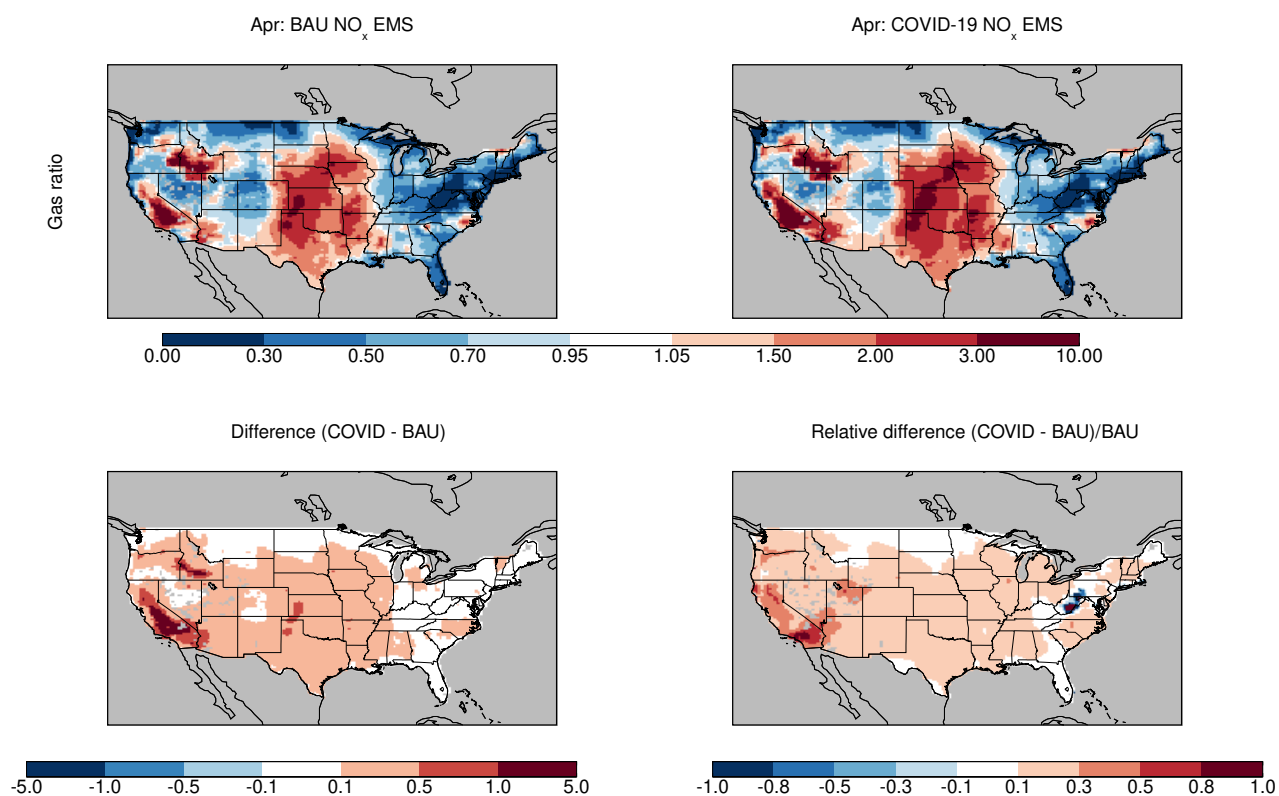 Apr: BAU NOx EMS
Apr: COVID-19 NOx EMS
Gas ratio
0.00 0.30 0.50 0.70 0.95 1.05 1.50 2.00 3.00 10.00
Difference (COVID - BAU)
Relative difference (COVID - BAU)/BAU
-5.0 -1.0 -0.5 -0.1 0.1 0.5 1.0 5.0
-1.0 -0.8 -0.5 -0.3 -0.1 0.1 0.3 0.5 0.8 1.0